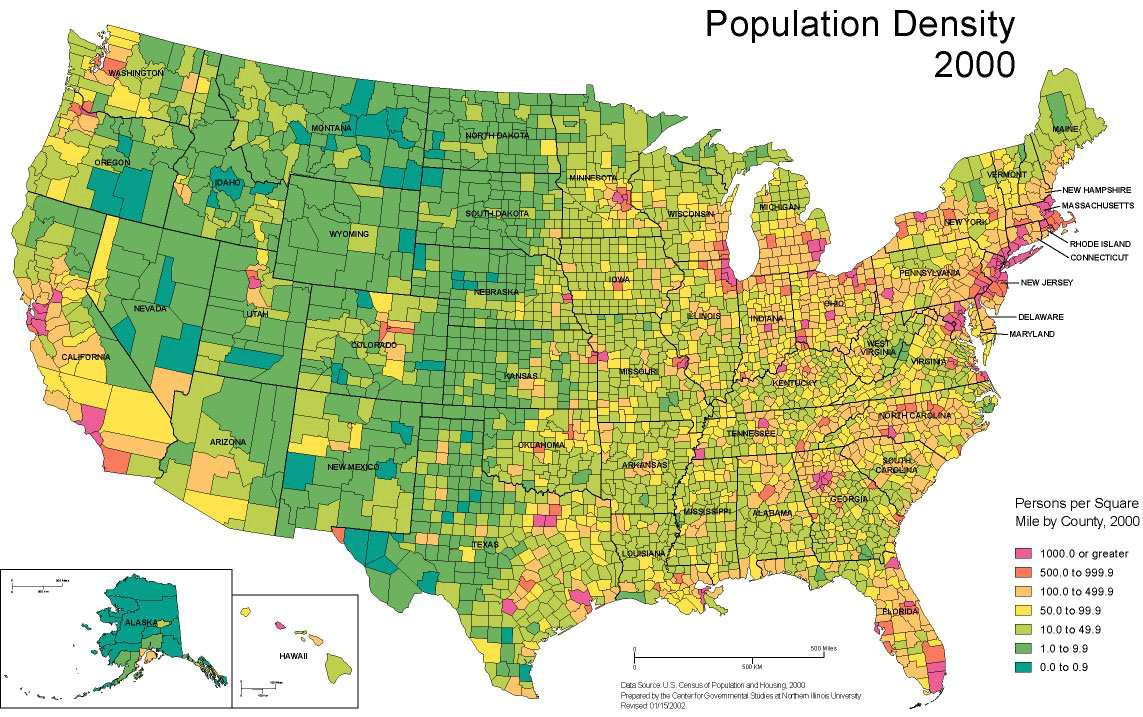 Population Density
2000
WASHINGTON
MONTANA
NORTH DAKOTA
MINNESOTA
MAINE
OREGON
IDAHO
SOUTH DAKOTA
WISCONSIN
MICHIGAN
VERMONT
NEW HAMPSHIRE
MASSACHUSETTS
WYOMING
NEW YORK
RHODE ISLAND
CONNECTICUT
NEVADA
UTAH
NEBRASKA
IOWA
PENNSYLVANIA
NEW JERSEY
ILLINOIS
INDIANA
OHIO
DELAWARE
MARYLAND
CALIFORNIA
COLORADO
KANSAS
MISSOURI
KENTUCKY
WEST
VIRGINIA
VIRGINIA
ARIZONA
NEW MEXICO
OKLAHOMA
ARKANSAS
TENNESSEE
NORTH CAROLINA
SOUTH
CAROLINA
TEXAS
LOUISIANA
MISSISSIPPI
ALABAMA
GEORGIA
FLORIDA
ALASKA
HAWAII
Persons per Square
Mile by County, 2000
1000.0 or greater
500.0 to 999.9
100.0 to 499.9
50.0 to 99.9
10.0 to 49.9
1.0 to 9.9
0.0 to 0.9
0 500 Miles
0 500 KM
Data Source: U.S. Census of Population and Housing, 2000.
Prepared by the Center for Governmental Studies at Northern Illinois University
Revised: 01/15/2002